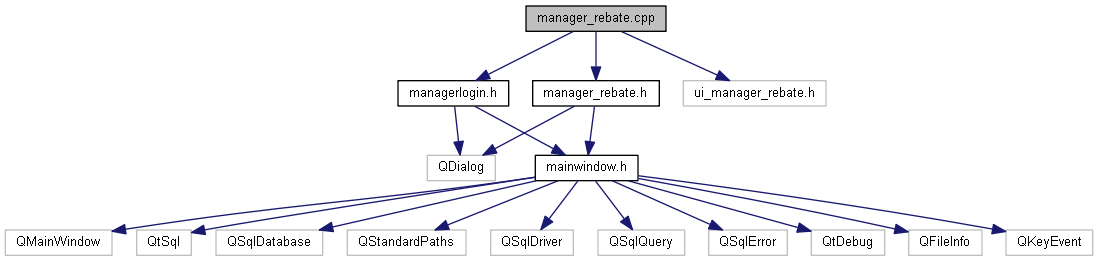 manager_rebate.cpp
managerlogin.h
manager_rebate.h
ui_manager_rebate.h
QDialog
mainwindow.h
QMainWindow
QtSql
QSqlDatabase
QStandardPaths
QSqlDriver
QSqlQuery
QSqlError
QtDebug
QFileInfo
QKeyEvent